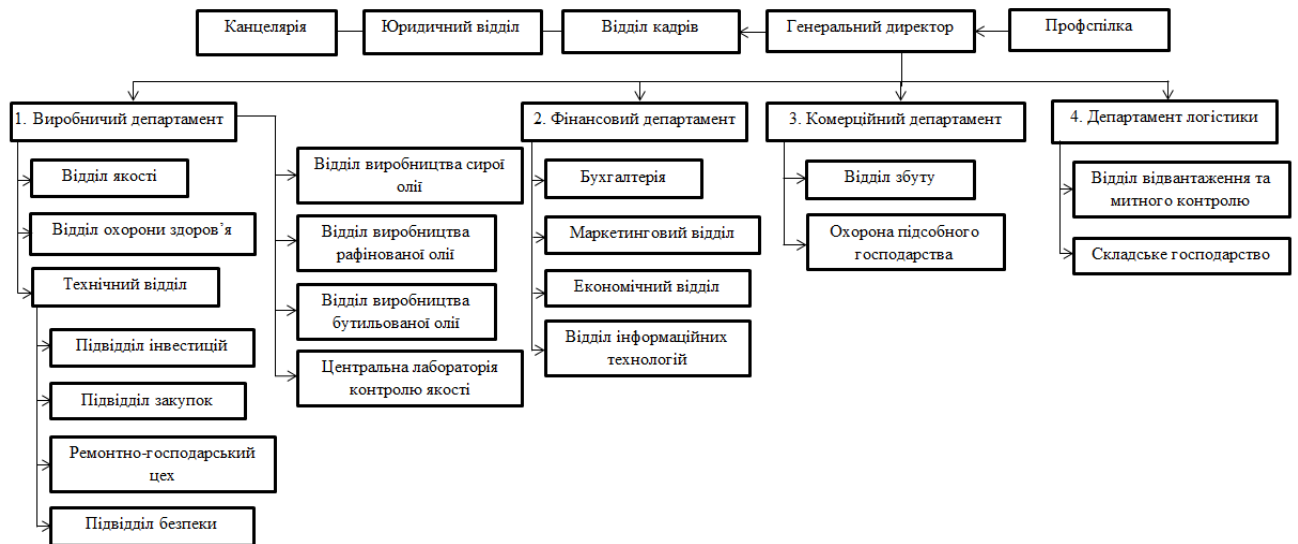 Канцелярія
Юридичний відділ
Відділ кадрів
Генеральний директор
Профспілка
1. Виробничий департамент
2. Фінансовий департамент
3. Комерційний департамент
4. Департамент логістики
Відділ якості
Відділ охорони здоров’я
Технічний відділ
Підвідділ інвестицій
Підвідділ закупок
Ремонтно-господарський
цех
Підвідділ безпеки
Відділ виробництва сирої
олії
Відділ виробництва
рафінованої олії
Відділ виробництва
бутильованої олії
Центральна лабораторія
контролю якості
Бухгалтерія
Маркетинговий відділ
Економічний відділ
Відділ інформаційних
технологій
Відділ збуту
Охорона підсобного
господарства
Відділ відвантаження та
митного контролю
Складське господарство